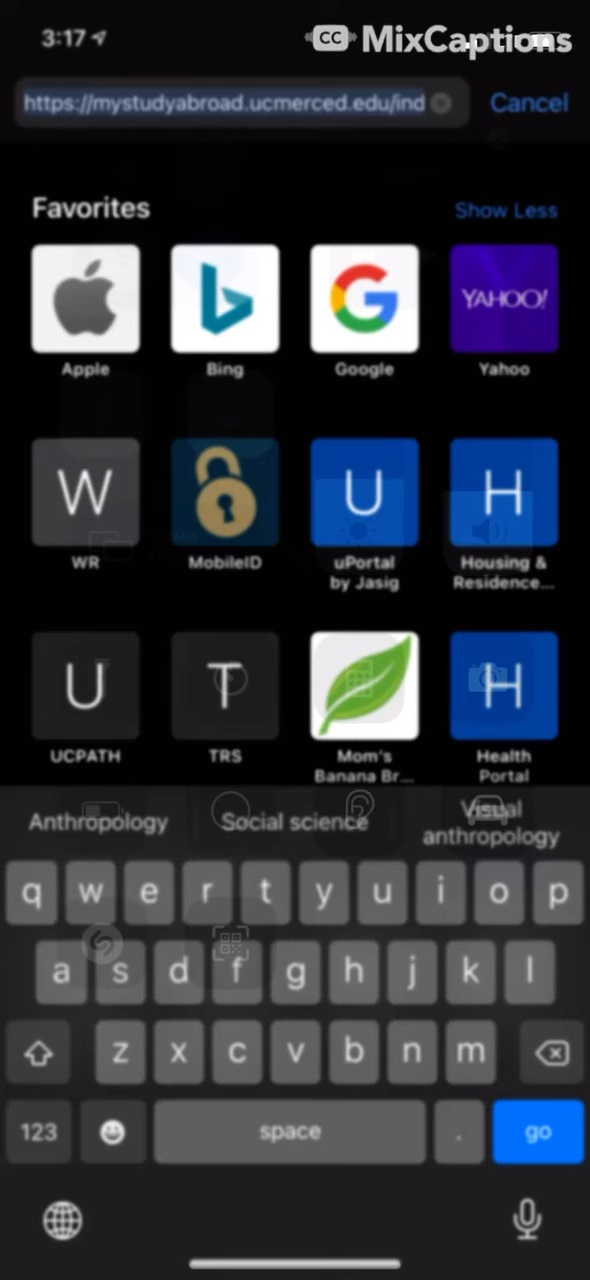 3:17
CC MixCaptions
https://mystudyabroad.ucmerced.edu/ind
Cancel
Favorites
Show Less
YAHOO!
Apple
Bing
Google
Yahoo
W
U
H
WR
MobileID
uPortal
by Jasig
Housing &
Residence...
U
T
H
UCPATH
TRS
Mom's
Banana Br...
Health
Portal
Anthropology
Social science
Visual
anthropology
q w e r t y u i o p
a s d f g h j k l
z x c v b n m
123
space
.
go